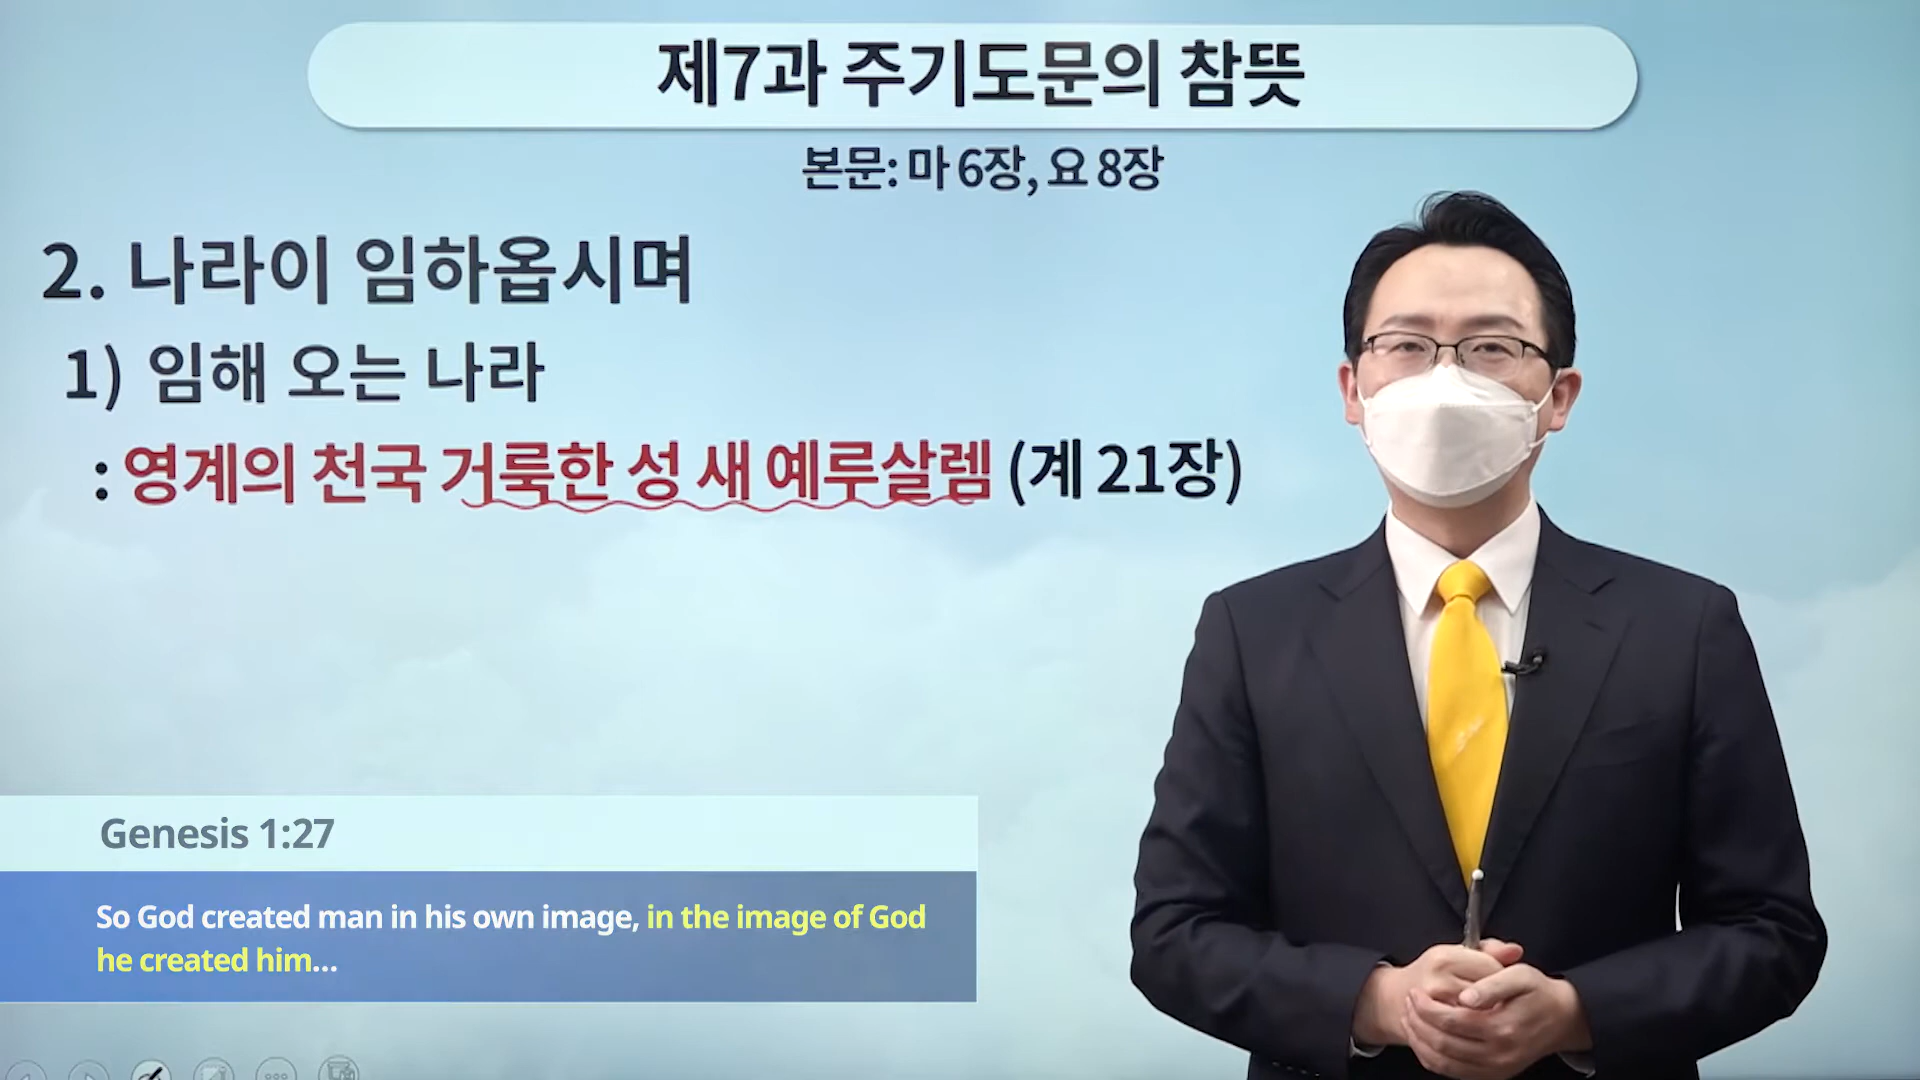 제7과 주기도문의 참뜻
본문: 마 6장, 요 8장
2. 나라이 임하옵시며
1) 임해 오는 나라
: 영계의 천국 거룩한 성 새 예루살렘 (계 21장)
Genesis 1:27
So God created man in his own image, in the image of God
he created him...